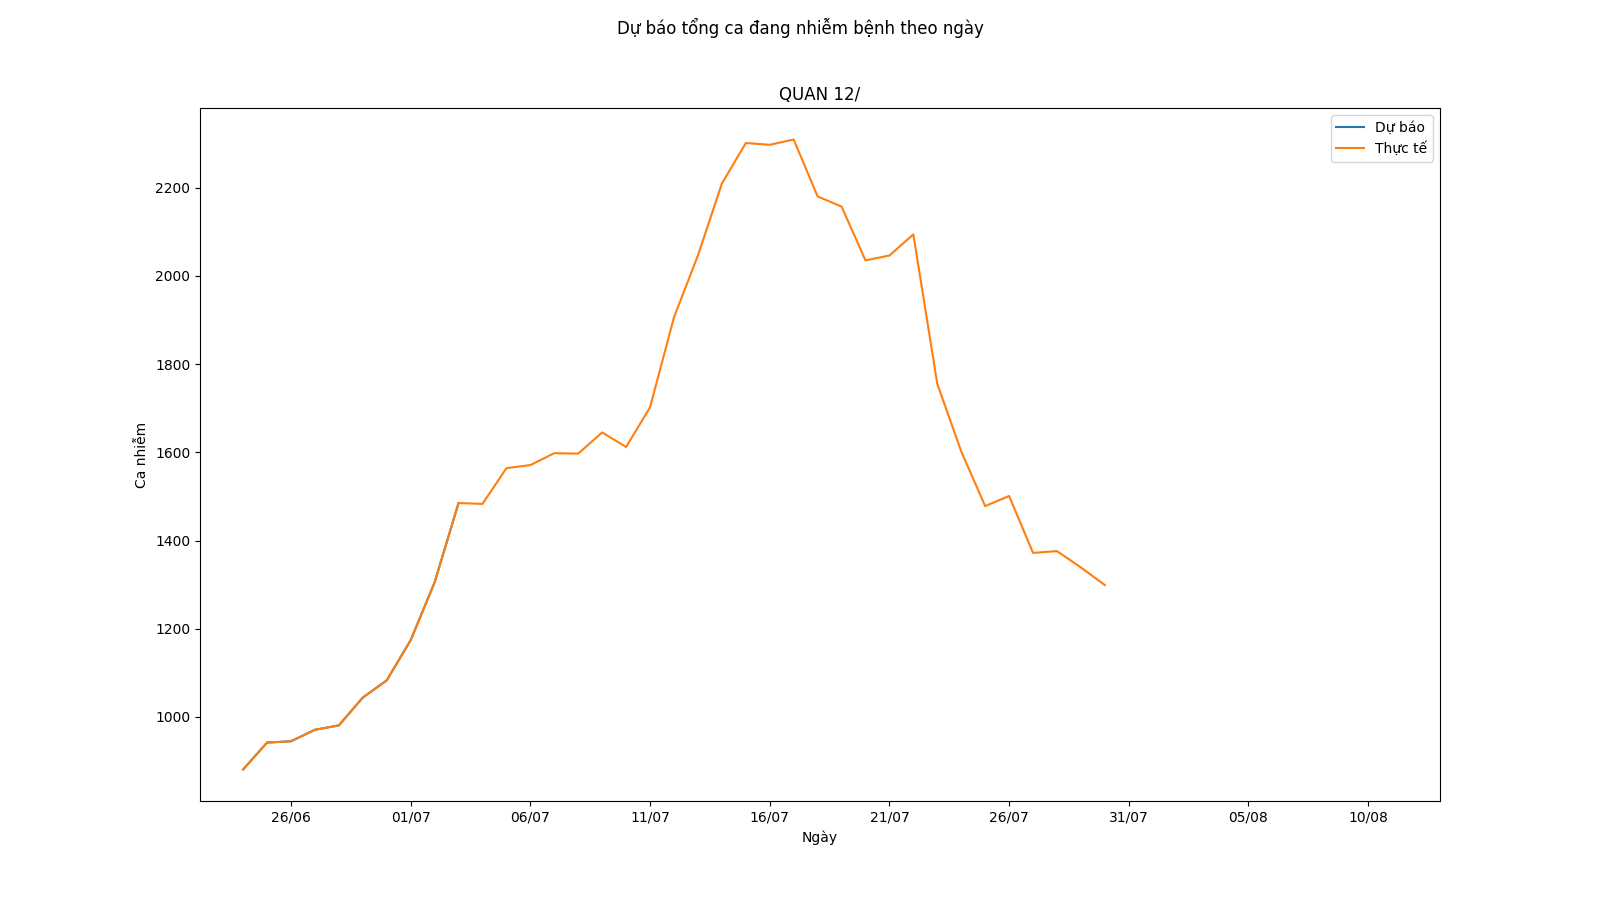 Dự báo tổng ca đang nhiễm bệnh theo ngày
QUAN 12/
Dự báo
Thực tế
2200
2000
1800
1600
1400
1200
1000
Ca nhiễm
26/06 01/07 06/07 11/07 16/07 21/07 26/07 31/07 05/08 10/08
Ngày